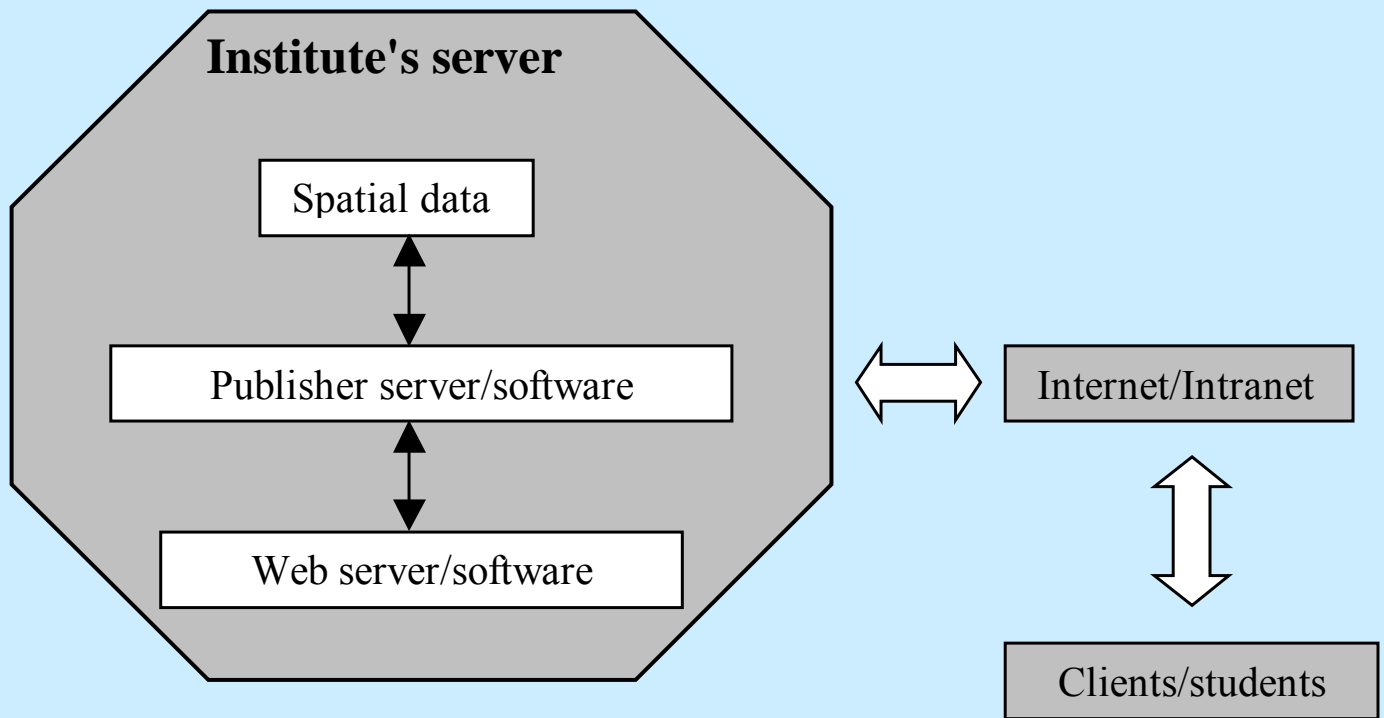 Institute's server
Spatial data
Publisher server/software
Web server/software
Internet/Intranet
Clients/students